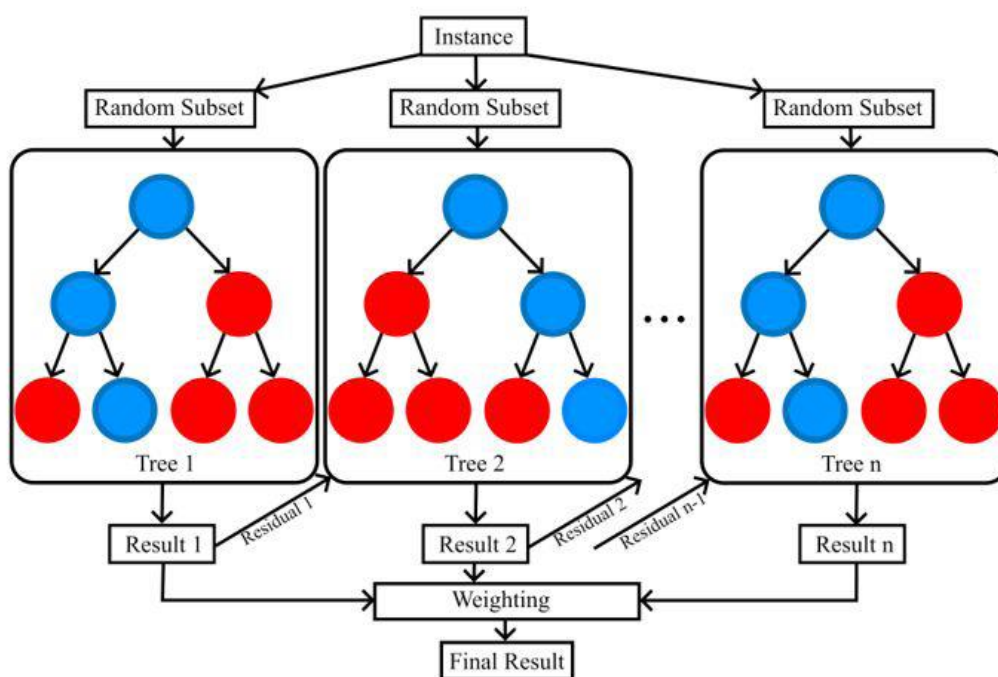 Instance
Random Subset
Random Subset
Random Subset
Tree 1
Tree 2
Tree n
Residual 1
Residual 2
Residual n-1
Result 1
Result 2
Result n
Weighting
Final Result